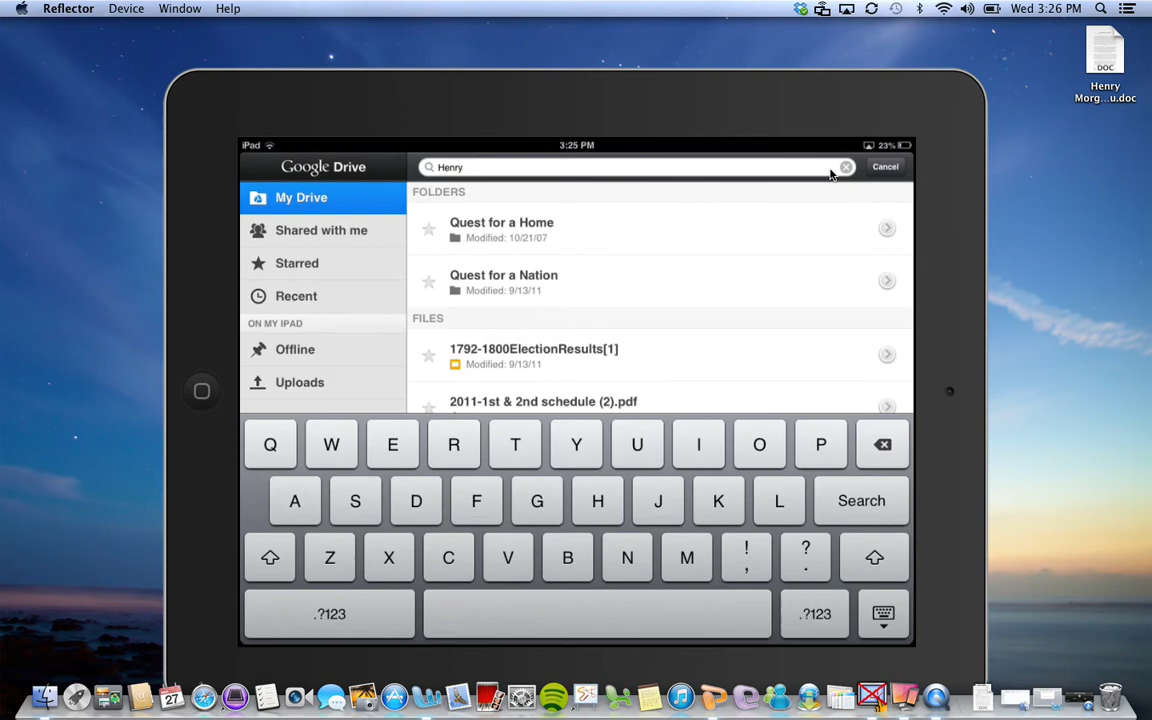 Reflector Device Window Help Wed 3:26 PM
DOC
Henry
Morg...u.doc
iPad 3:25 PM 23%
Google Drive Henry Cancel
My Drive
Shared with me
Starred
Recent
ON MY IPAD
Offline
Uploads
FOLDERS
Quest for a Home
Modified: 10/21/07
Quest for a Nation
Modified: 9/13/11
FILES
1792-1800ElectionResults[1]
Modified: 9/13/11
2011-1st & 2nd schedule (2).pdf
Q W E R T Y U I O P
A S D F G H J K L Search
Z X C V B N M ! , ? .
.?123 .?123
27